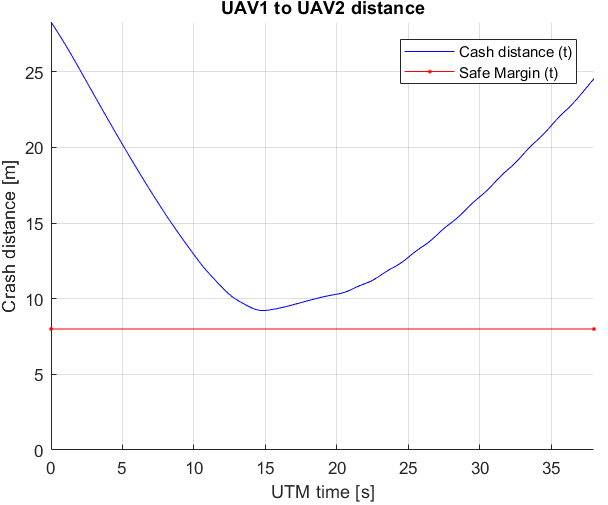 UAV1 to UAV2 distance
Cash distance (t)
Safe Margin (t)
Crash distance [m]
25
20
15
10
5
0
0 5 10 15 20 25 30 35
UTM time [s]